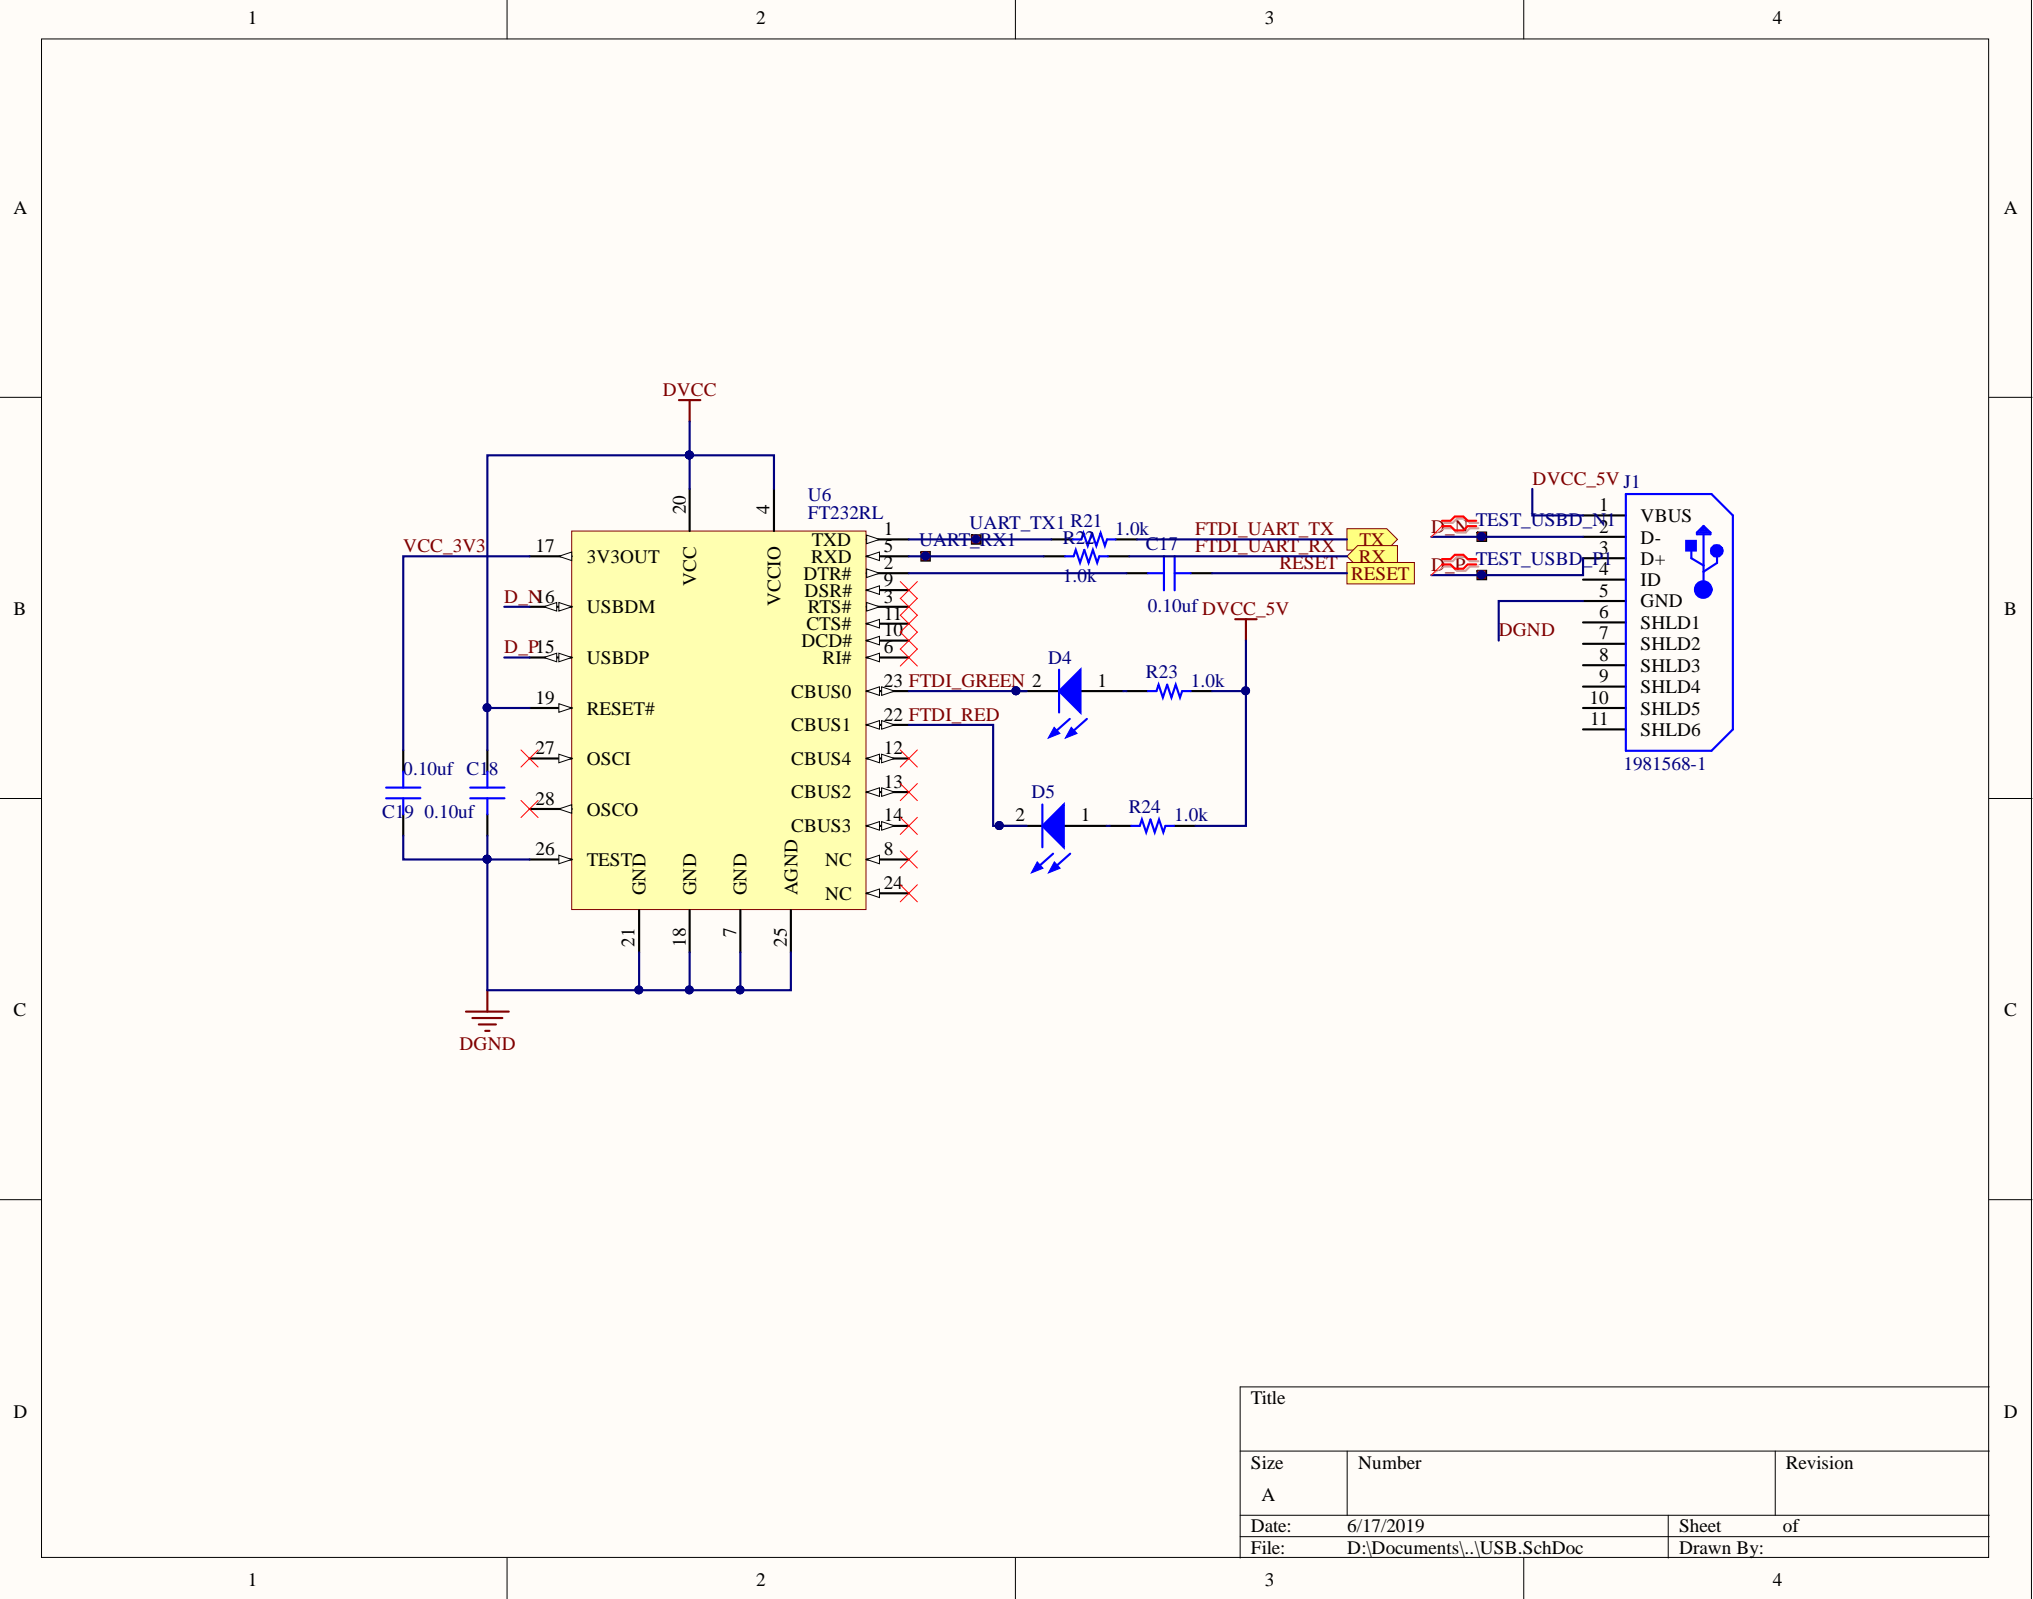 1 2 3 4
A A
DVCC
B B
20 4
U6
FT232RL
VCC VCCIO
VCC_3V3 17 3V3OUT
D_N 16 USBDM
D_P 15 USBDP
19 RESET#
27 OSCI
28 OSCO
26 TEST
0.10uf C18
C19 0.10uf
TXD 1
RXD 5
DTR# 2
DSR# 9
RTS# 3
CTS# 11
DCD# 10
RI# 6
CBUS0 23 FTDI_GREEN
CBUS1 22 FTDI_RED
CBUS4 12
CBUS2 13
CBUS3 14
NC 8
NC 24
GND GND GND AGND
21 18 7 25
DGND
UART_TX1 R21 1.0k FTDI_UART_TX TX
UART_RX1 R22 1.0k FTDI_UART_RX RX
C17 0.10uf RESET RESET
DVCC_5V
D4 2 1 R23 1.0k
D5 2 1 R24 1.0k
DVCC_5V J1
D_N TEST_USBD_N1
D_P TEST_USBD_P1
DGND
1 VBUS
2 D-
3 D+
4 ID
5 GND
6 SHLD1
7 SHLD2
8 SHLD3
9 SHLD4
10 SHLD5
11 SHLD6
1981568-1
C C
D D
Title
Size Number Revision
A
Date: 6/17/2019 Sheet of
File: D:\Documents\..\USB.SchDoc Drawn By:
1 2 3 4